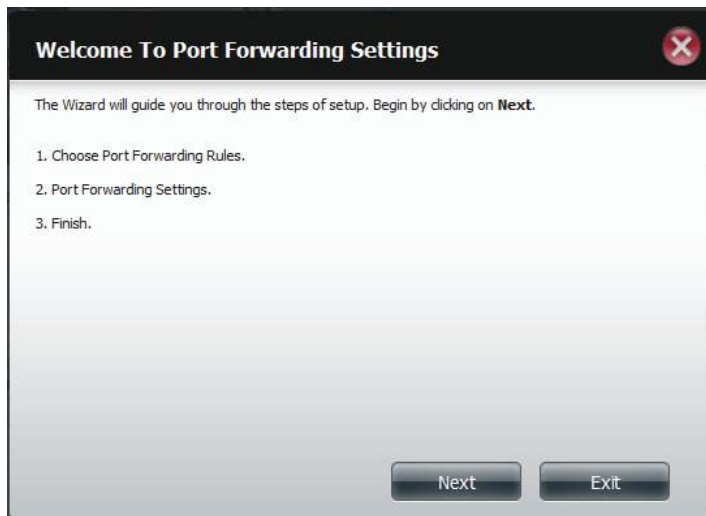 Welcome To Port Forwarding Settings
The Wizard will guide you through the steps of setup. Begin by clicking on Next.
1. Choose Port Forwarding Rules.
2. Port Forwarding Settings.
3. Finish.
Next
Exit